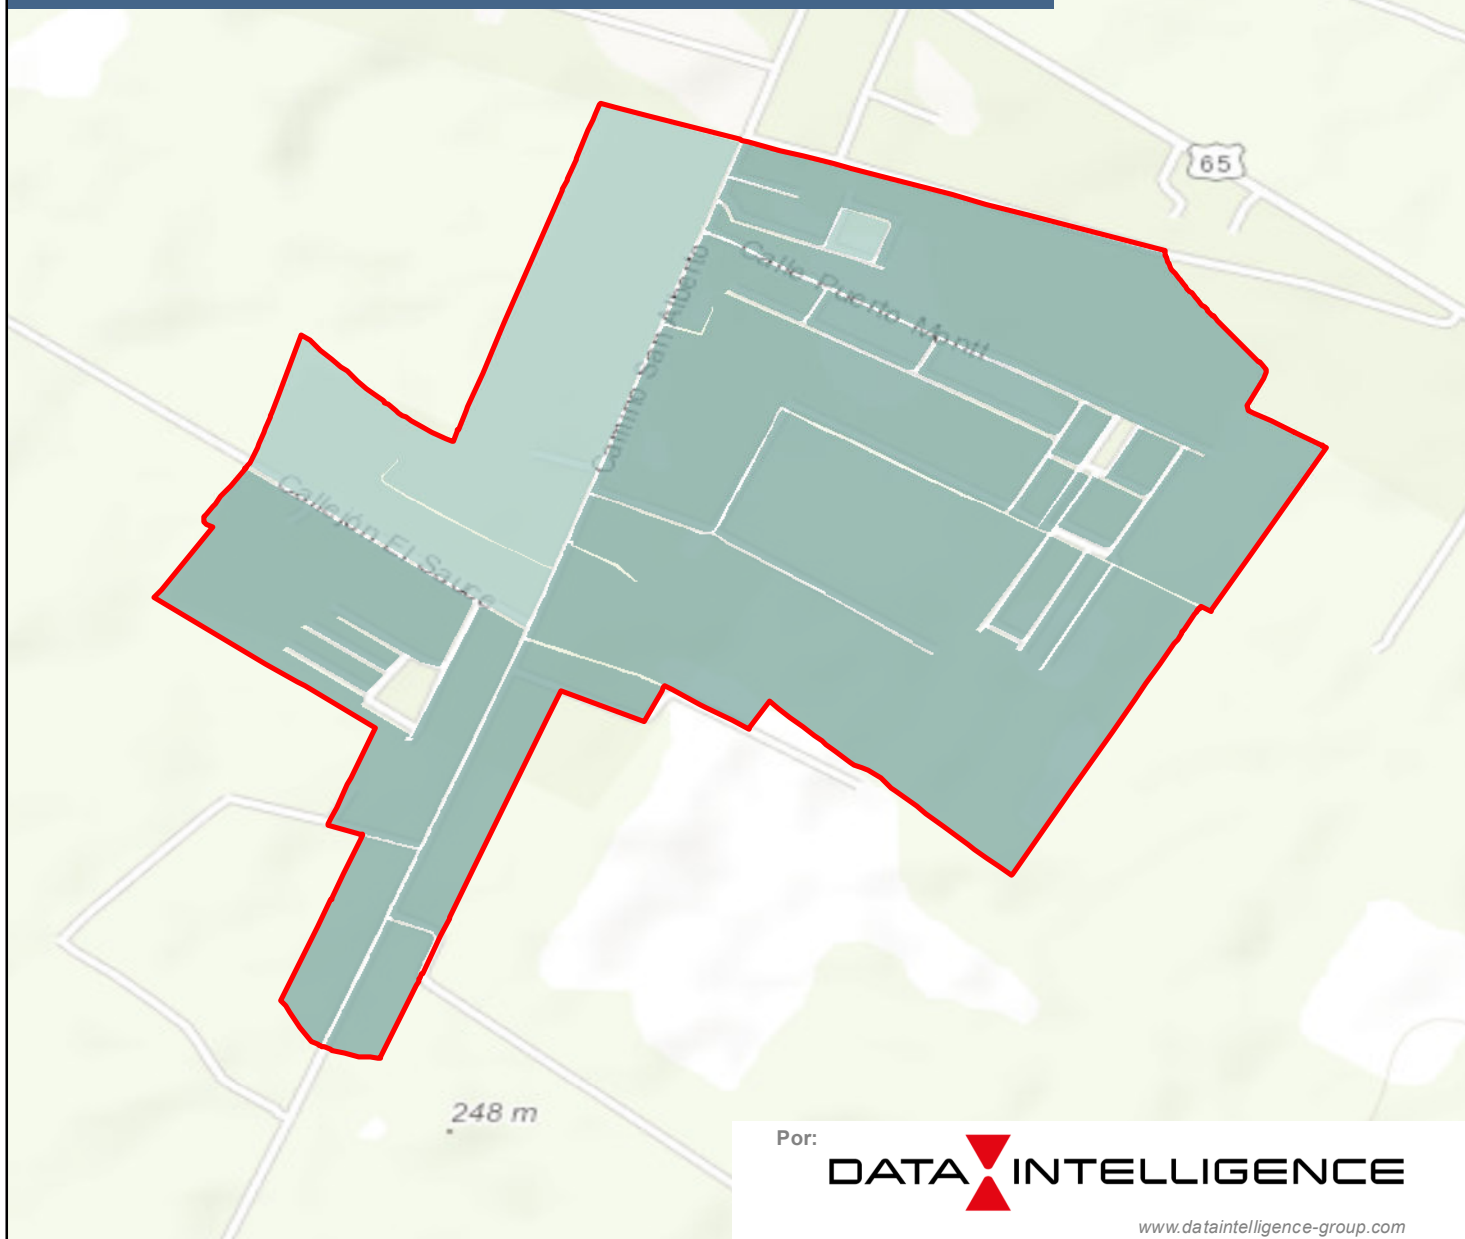 65
Calle Puerto Montt
Camino San Alberto
Callejón El Sauce
248 m
Por:
DATA INTELLIGENCE
www.dataintelligence-group.com